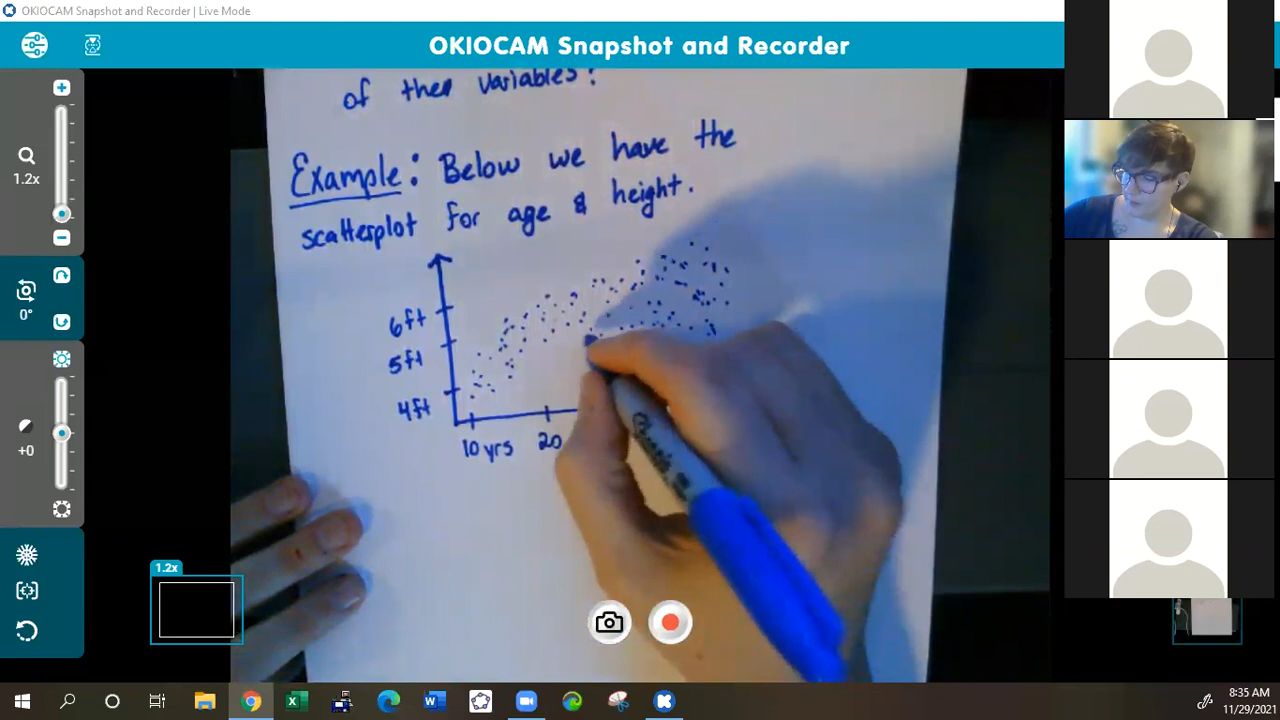 OKIOCAM Snapshot and Recorder | Live Mode
OKIOCAM Snapshot and Recorder
1.2x
0°
+0
of thes variables?
Example: Below we have the
scatterplot for age & height.
6ft
5ft
4ft
10 yrs 20
Sharpie
1.2x
8:35 AM
11/29/2021